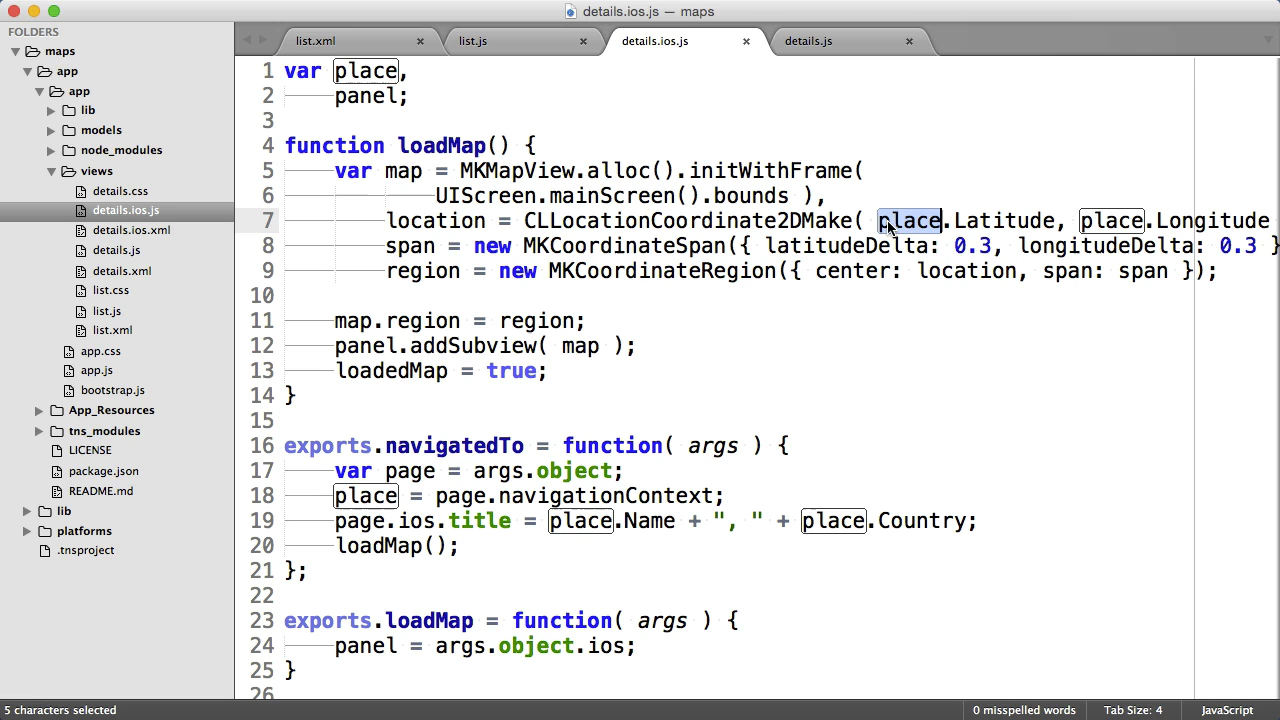 details.ios.js — maps
FOLDERS
maps
app
app
lib
models
node_modules
views
details.css
details.ios.js
details.ios.xml
details.js
details.xml
list.css
list.js
list.xml
app.css
app.js
bootstrap.js
App_Resources
tns_modules
LICENSE
package.json
README.md
lib
platforms
.tnsproject
list.xml × list.js × details.ios.js × details.js ×
1 var place,
2 panel;
3
4 function loadMap() {
5 var map = MKMapView.alloc().initWithFrame(
6 UIScreen.mainScreen().bounds ),
7 location = CLLocationCoordinate2DMake( place.Latitude, place.Longitude
8 span = new MKCoordinateSpan({ latitudeDelta: 0.3, longitudeDelta: 0.3 }
9 region = new MKCoordinateRegion({ center: location, span: span });
10
11 map.region = region;
12 panel.addSubview( map );
13 loadedMap = true;
14 }
15
16 exports.navigatedTo = function( args ) {
17 var page = args.object;
18 place = page.navigationContext;
19 page.ios.title = place.Name + ", " + place.Country;
20 loadMap();
21 };
22
23 exports.loadMap = function( args ) {
24 panel = args.object.ios;
25 }
26
5 characters selected
0 misspelled words
Tab Size: 4
JavaScript